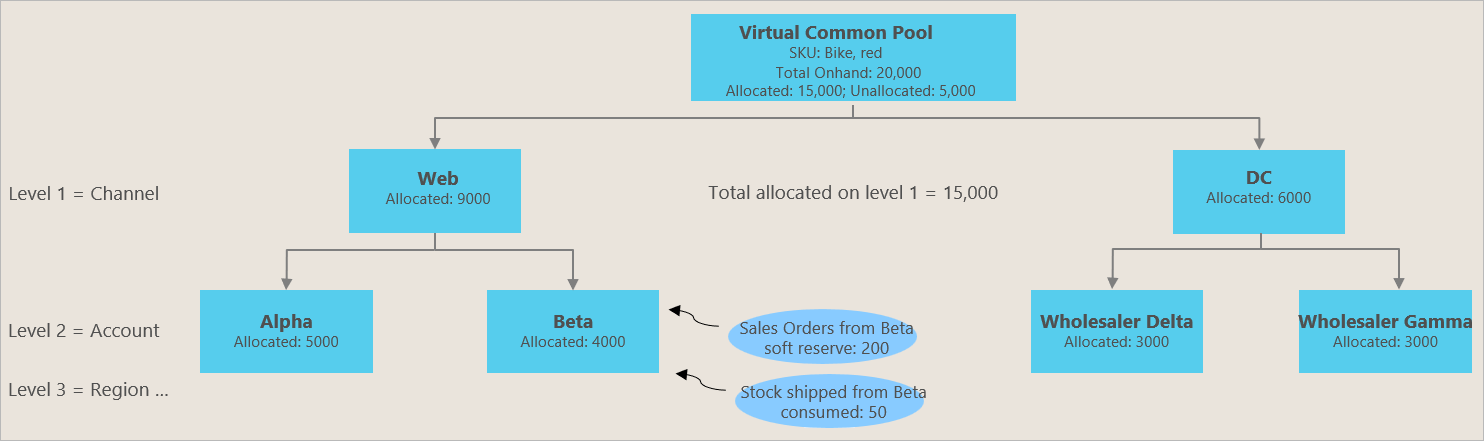 Virtual Common Pool
SKU: Bike, red
Total Onhand: 20,000
Allocated: 15,000; Unallocated: 5,000
Level 1 = Channel
Web
Allocated: 9000
Total allocated on level 1 = 15,000
DC
Allocated: 6000
Level 2 = Account
Alpha
Allocated: 5000
Beta
Allocated: 4000
Sales Orders from Beta
soft reserve: 200
Wholesaler Delta
Allocated: 3000
Wholesaler Gamma
Allocated: 3000
Level 3 = Region ...
Stock shipped from Beta
consumed: 50